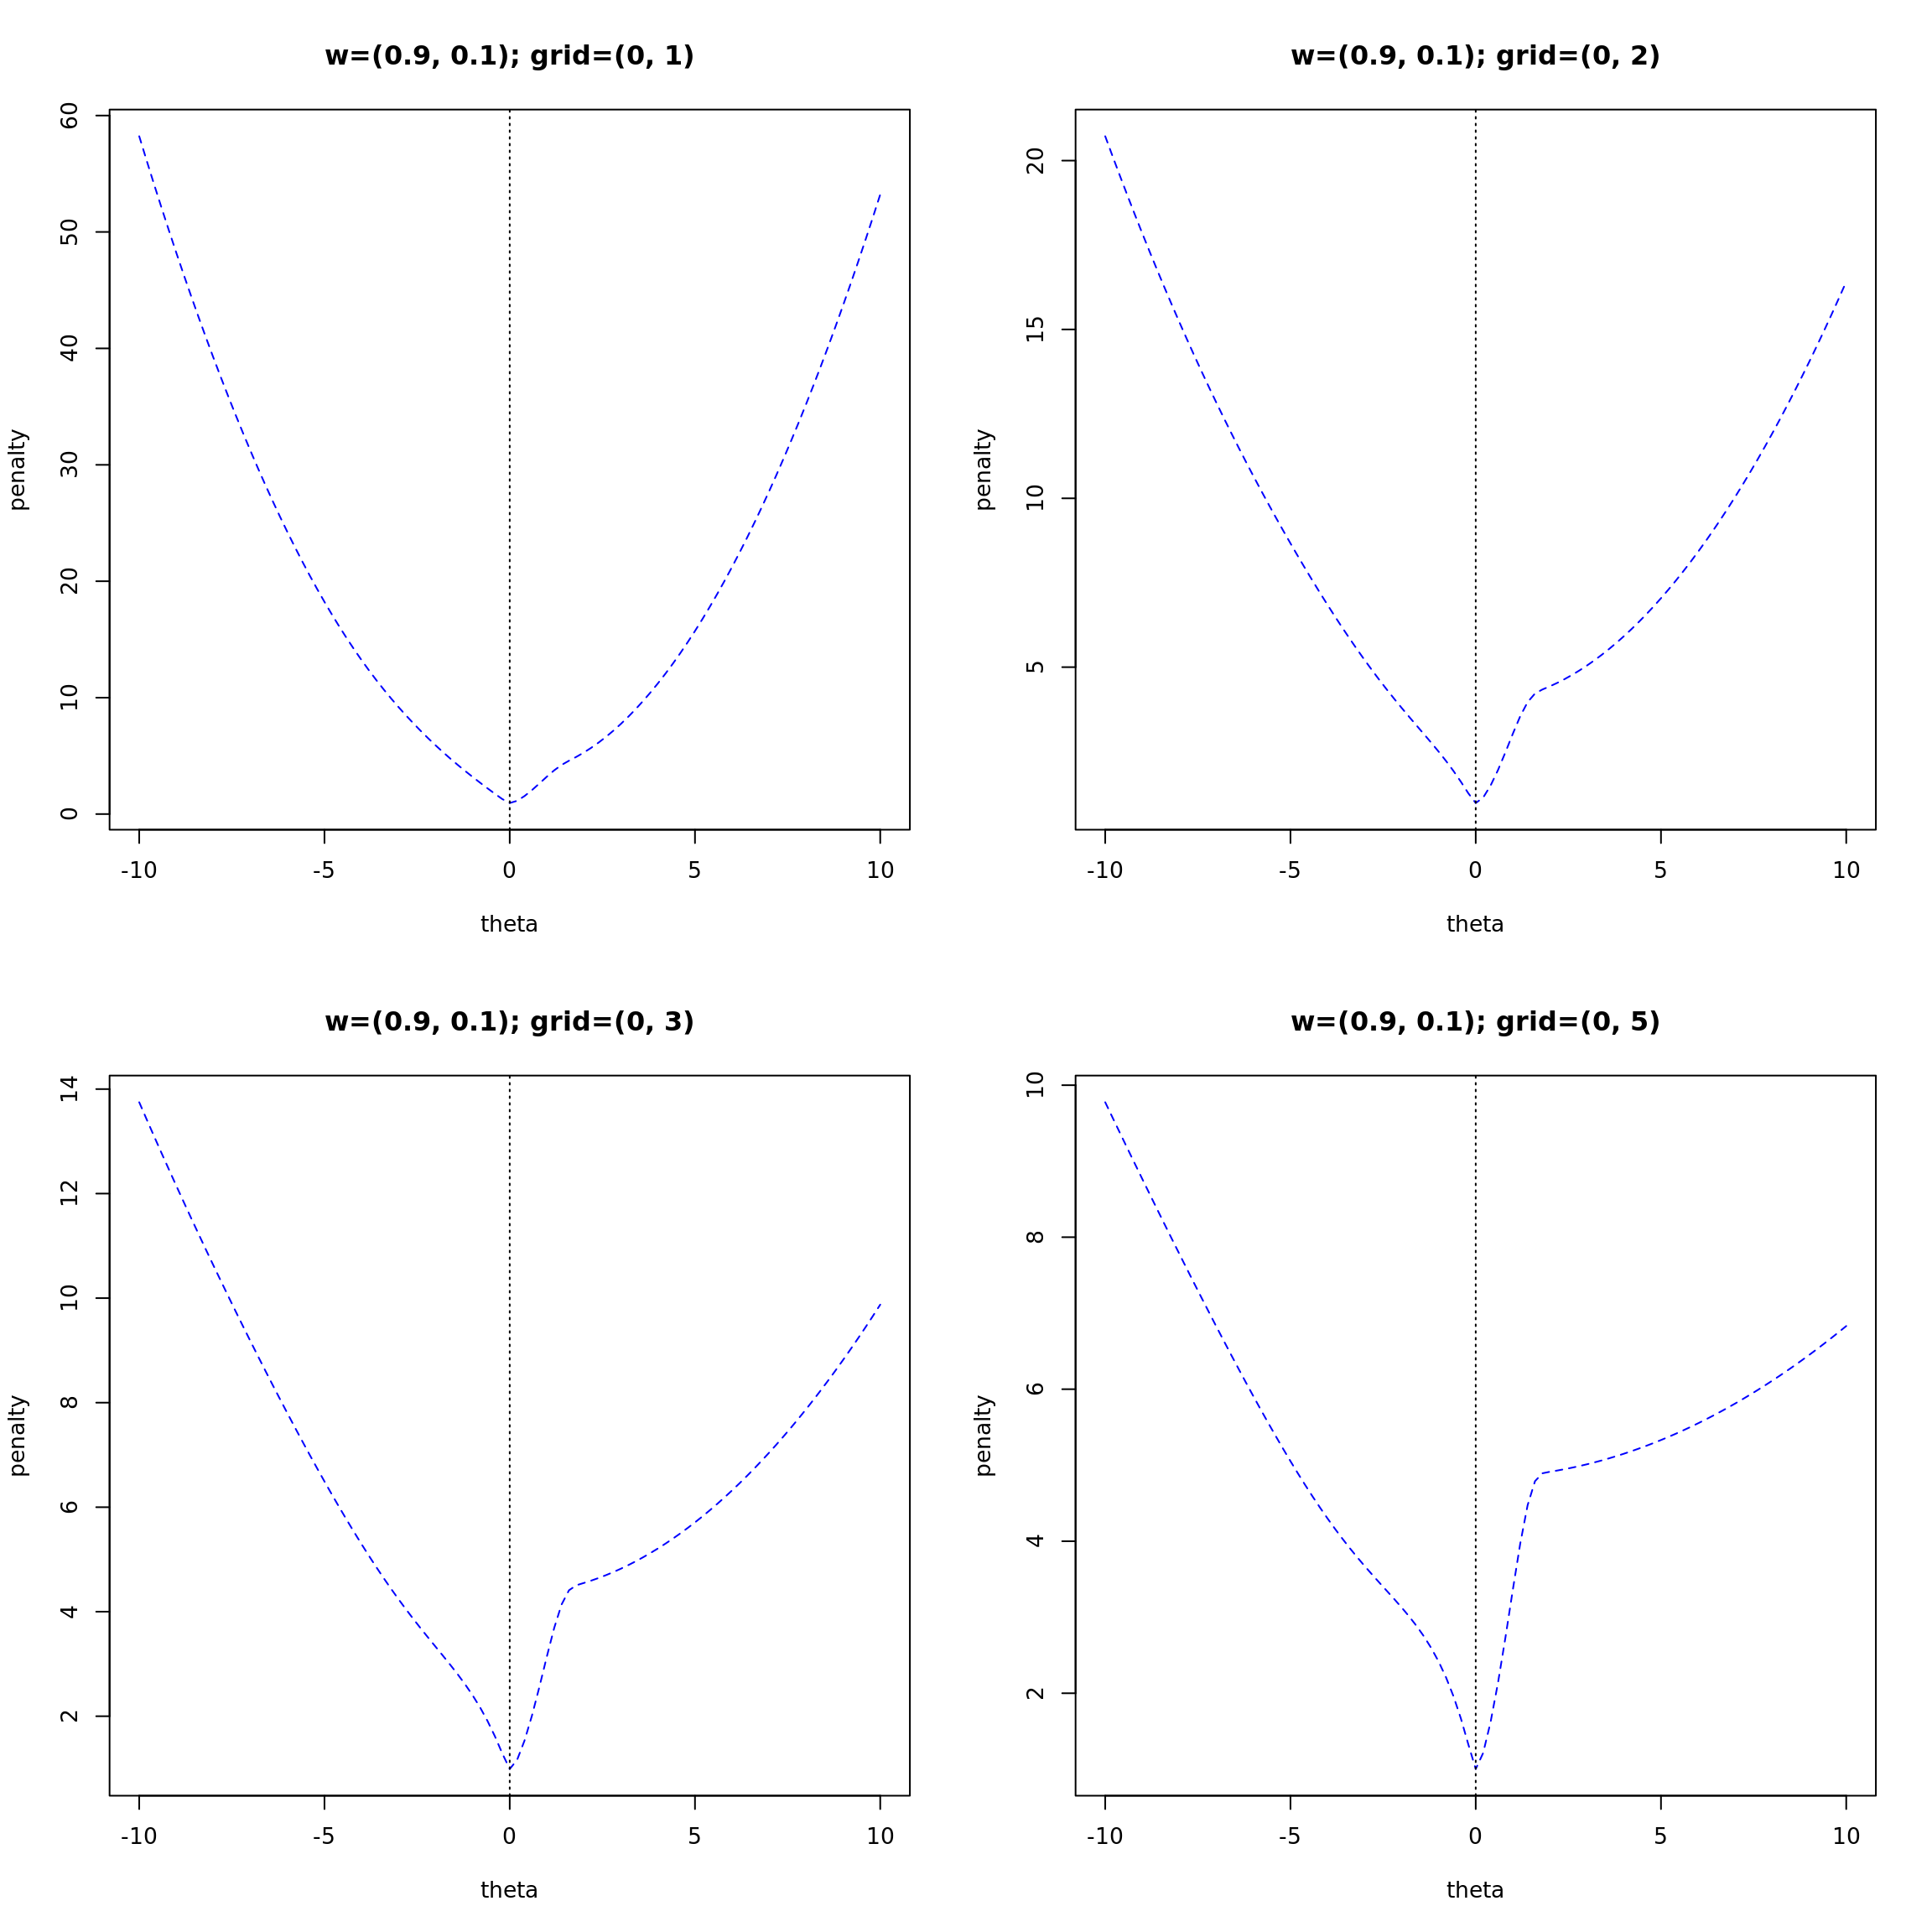 w=(0.9, 0.1); grid=(0, 1)
penalty
60
50
40
30
20
10
0
-10 -5 0 5 10
theta
w=(0.9, 0.1); grid=(0, 2)
penalty
20
15
10
5
-10 -5 0 5 10
theta
w=(0.9, 0.1); grid=(0, 3)
penalty
14
12
10
8
6
4
2
-10 -5 0 5 10
theta
w=(0.9, 0.1); grid=(0, 5)
penalty
10
8
6
4
2
-10 -5 0 5 10
theta